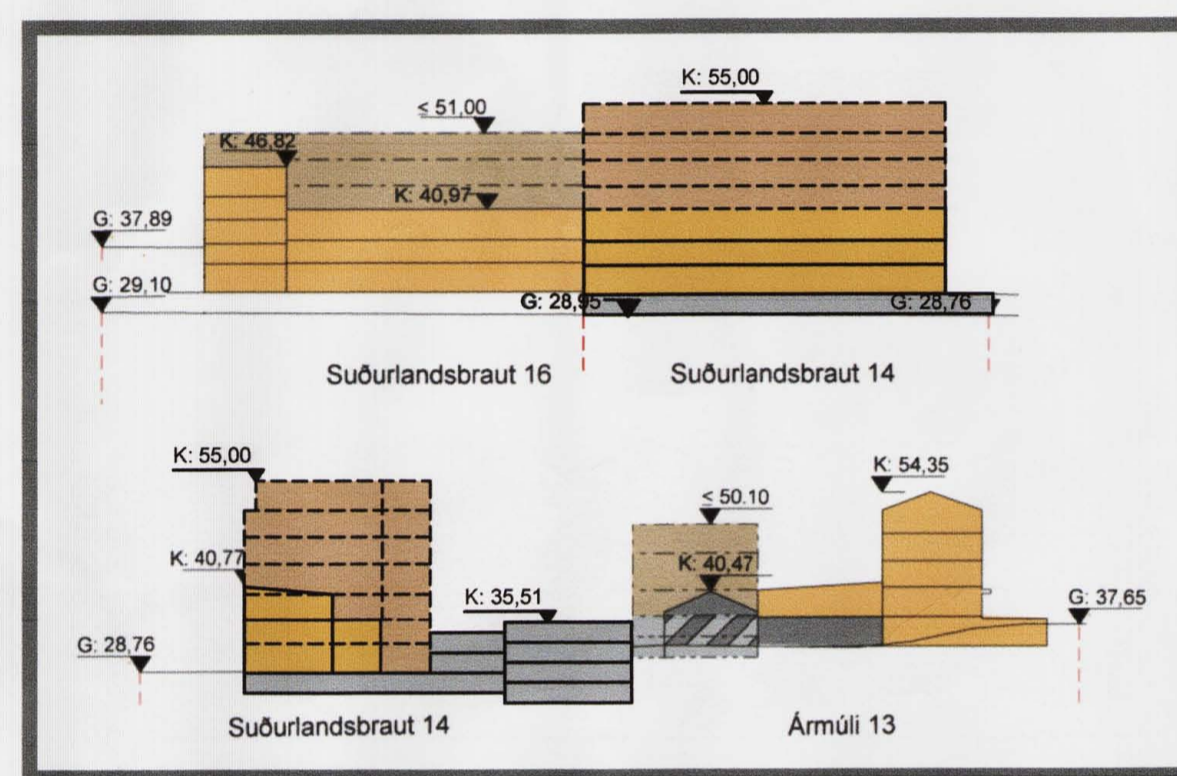 K: 55,00
≤ 51,00
K: 46,82
K: 40,97
G: 37,89
G: 29,10
G: 28,95
G: 28,76
Suðurlandsbraut 16
Suðurlandsbraut 14
K: 55,00
K: 54,35
≤ 50.10
K: 40,77
K: 40,47
K: 35,51
G: 37,65
G: 28,76
Suðurlandsbraut 14
Ármúli 13